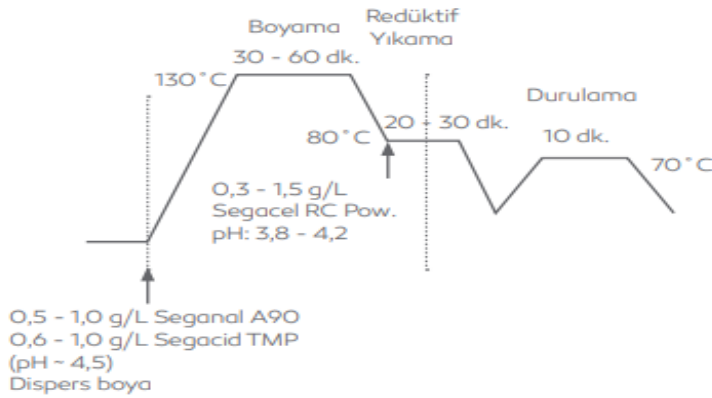 Boyama
30 - 60 dk.
Redüktif
Yıkama
130˚C
80˚C
20 - 30 dk.
Durulama
10 dk.
70˚C
0,3 - 1,5 g/L
Segacel RC Pow.
pH: 3,8 - 4,2
0,5 - 1,0 g/L Seganal A90
0,6 - 1,0 g/L Segacid TMP
(pH ~ 4,5)
Dispers boya